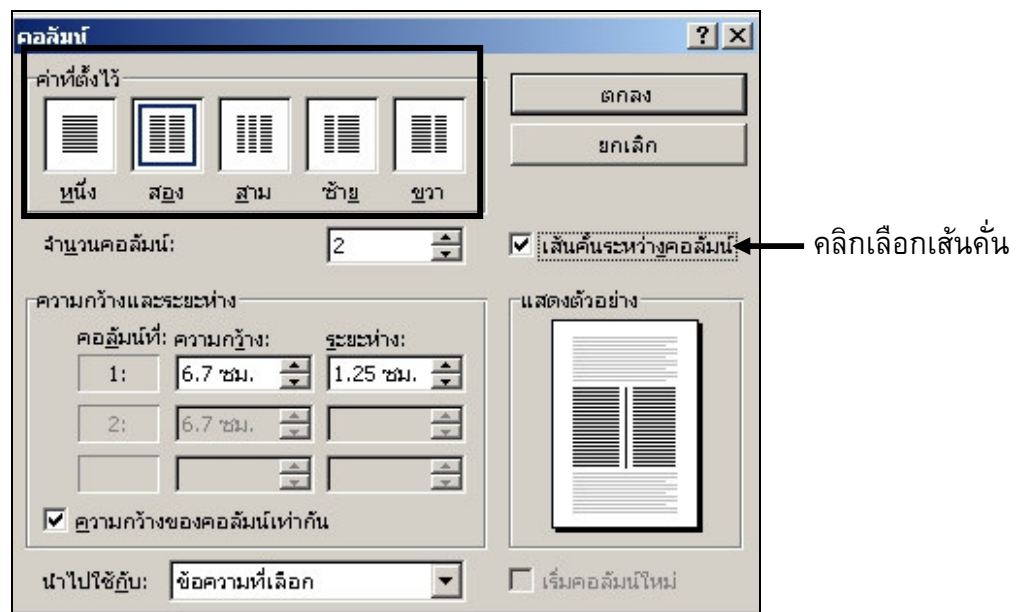 คอลัมน์
ค่าที่ตั้งไว้
หนึ่ง สอง สาม ซ้าย ขวา
ตกลง
ยกเลิก
จำนวนคอลัมน์: 2
เส้นคั่นระหว่างคอลัมน์
คลิกเลือกเส้นคั่น
ความกว้างและระยะห่าง
คอลัมน์ที่: ความกว้าง: ระยะห่าง:
1: 6.7 ซม. 1.25 ซม.
2: 6.7 ซม.
ความกว้างของคอลัมน์เท่ากัน
แสดงตัวอย่าง
นำไปใช้กับ: ข้อความที่เลือก
เริ่มคอลัมน์ใหม่